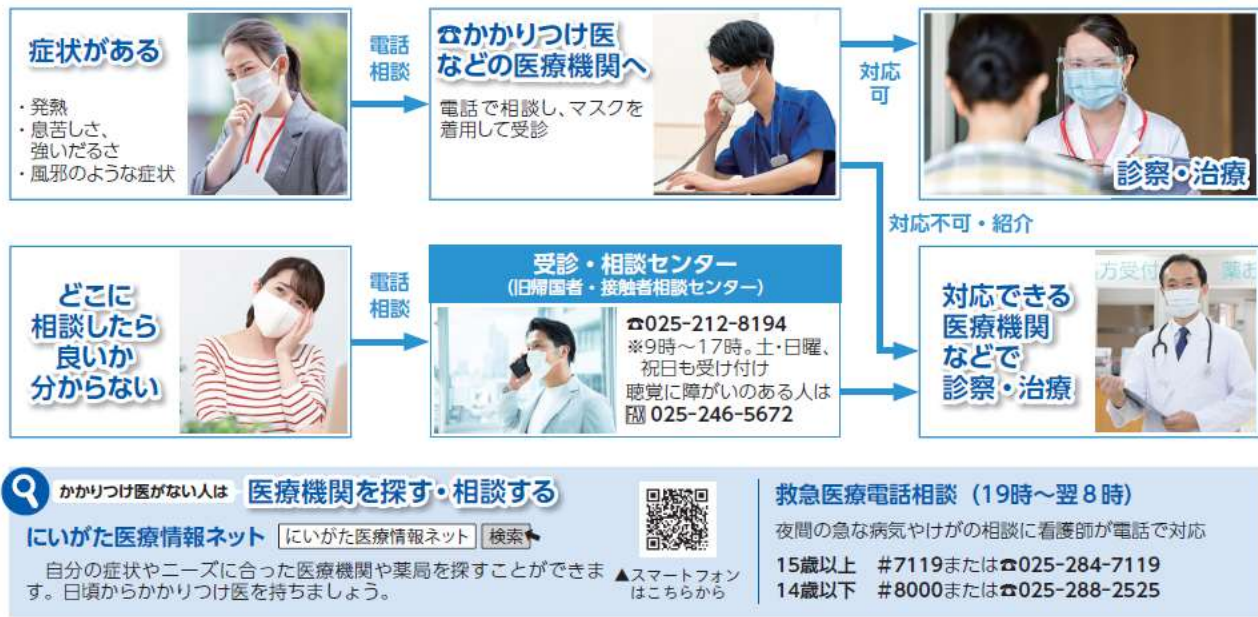 症状がある
・発熱
・息苦しさ、
強いだるさ
・風邪のような症状
電話
相談
☎かかりつけ医
などの医療機関へ
電話で相談し、マスクを
着用して受診
対応
可
診察・治療
対応不可・紹介
どこに
相談したら
良いか
分からない
電話
相談
受診・相談センター
(旧帰国者・接触者相談センター)
☎025-212-8194
※9時～17時。土・日曜、
祝日も受け付け
聴覚に障がいのある人は
FAX 025-246-5672
対応できる
医療機関
などで
診察・治療
方受付
かかりつけ医がない人は 医療機関を探す・相談する
にいがた医療情報ネット にいがた医療情報ネット 検索
自分の症状やニーズに合った医療機関や薬局を探すことができま
す。日頃からかかりつけ医を持ちましょう。
▲スマートフォン
はこちらから
救急医療電話相談（19時～翌8時）
夜間の急な病気やけがの相談に看護師が電話で対応
15歳以上 #7119または☎025-284-7119
14歳以下 #8000または☎025-288-2525